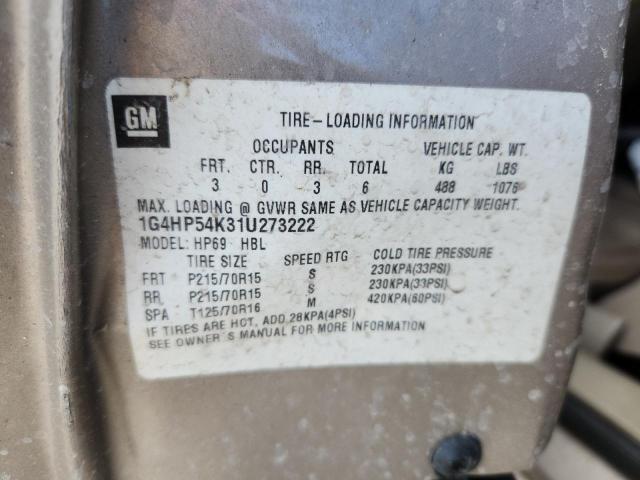 GM
TIRE-LOADING INFORMATION
OCCUPANTS VEHICLE CAP. WT.
FRT. CTR. RR. TOTAL KG LBS
3 0 3 6 488 1076
MAX. LOADING @ GVWR SAME AS VEHICLE CAPACITY WEIGHT.
1G4HP54K31U273222
MODEL: HP69 HBL
TIRE SIZE SPEED RTG COLD TIRE PRESSURE
FRT P215/70R15 S 230KPA(33PSI)
RR P215/70R15 S 230KPA(33PSI)
SPA T125/70R16 M 420KPA(60PSI)
IF TIRES ARE HOT, ADD 28KPA(4PSI)
SEE OWNER'S MANUAL FOR MORE INFORMATION